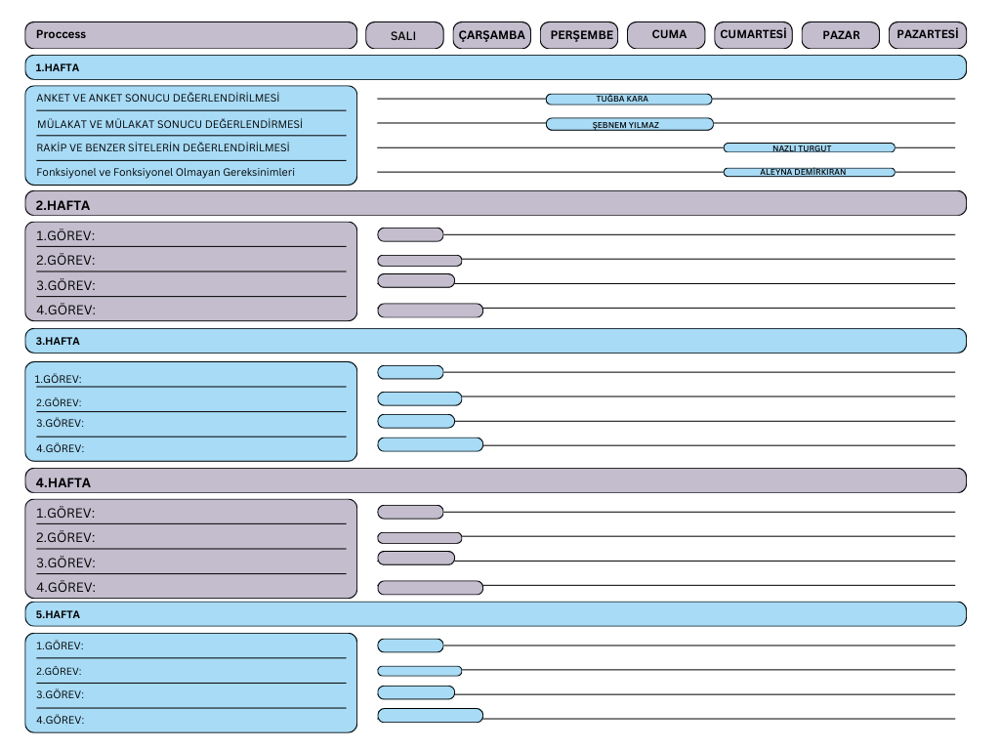 Proccess SALI ÇARŞAMBA PERŞEMBE CUMA CUMARTESİ PAZAR PAZARTESİ
1.HAFTA
ANKET VE ANKET SONUCU DEĞERLENDİRİLMESİ TUĞBA KARA
MÜLAKAT VE MÜLAKAT SONUCU DEĞERLENDİRMESİ ŞEBNEM YILMAZ
RAKİP VE BENZER SİTELERİN DEĞERLENDİRİLMESİ NAZLI TURGUT
Fonksiyonel ve Fonksiyonel Olmayan Gereksinimleri ALEYNA DEMİRKIRAN
2.HAFTA
1.GÖREV:
2.GÖREV:
3.GÖREV:
4.GÖREV:
3.HAFTA
1.GÖREV:
2.GÖREV:
3.GÖREV:
4.GÖREV:
4.HAFTA
1.GÖREV:
2.GÖREV:
3.GÖREV:
4.GÖREV:
5.HAFTA
1.GÖREV:
2.GÖREV:
3.GÖREV:
4.GÖREV: